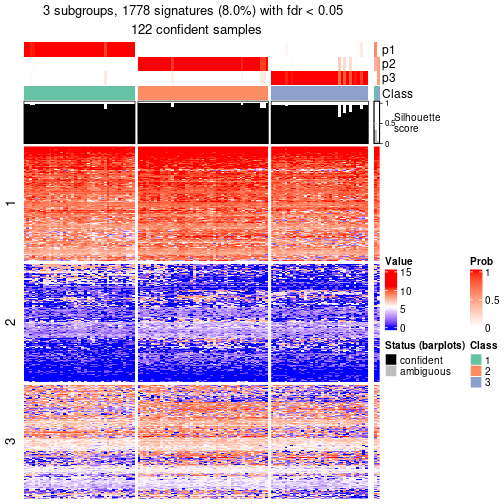 3 subgroups, 1778 signatures (8.0%) with fdr < 0.05
122 confident samples
p1
p2
p3
Class
1
0.5
0
Silhouette
score
1
2
3
Value
15
10
5
0
Prob
1
0.5
0
Status (barplots)
confident
ambiguous
Class
1
2
3